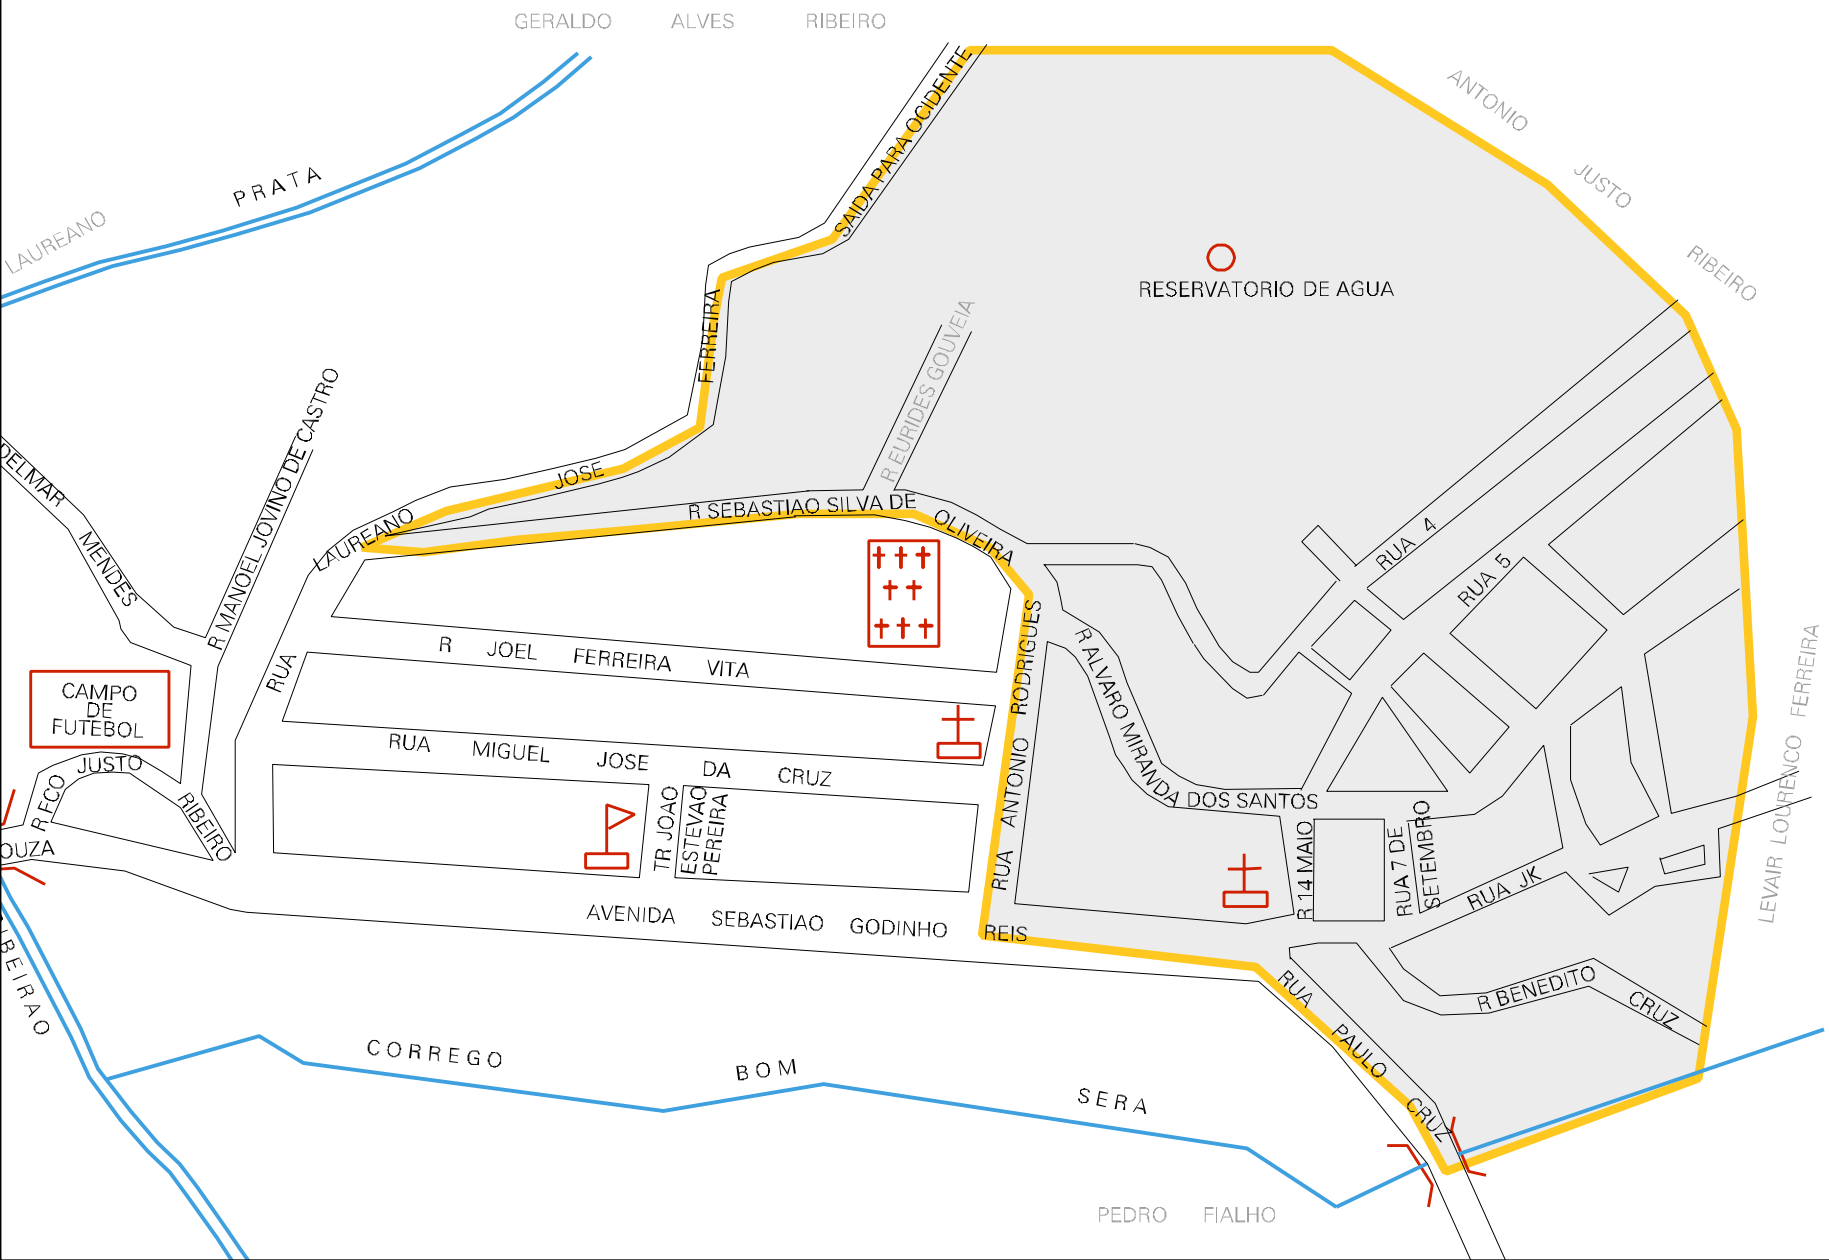 GERALDO ALVES RIBEIRO
ANTONIO JUSTO RIBEIRO
PRATA
LAUREANO
SAIDA PARA OCIDENTE
RESERVATORIO DE AGUA
RUA LAUREANO JOSE FERREIRA
R EURIDES GOUVEIA
R MANOEL JOVINO DE CASTRO
DELMAR MENDES
R SEBASTIAO SILVA DE OLIVEIRA
RUA 4
RUA 5
R JOEL FERREIRA VITA
RUA ANTONIO RODRIGUES REIS
R ALVARO MIRANDA DOS SANTOS
LEVAIR LOURENCO FERREIRA
CAMPO
DE
FUTEBOL
RUA MIGUEL JOSE DA CRUZ
R FCO JUSTO RIBEIRO
TR JOAO
ESTEVAO
PEREIRA
R 14 MAIO
RUA 7 DE
SETEMBRO
RUA JK
OUZA
AVENIDA SEBASTIAO GODINHO
R BENEDITO CRUZ
RUA PAULO CRUZ
IBEIRAO
CORREGO BOM SERA
PEDRO FIALHO